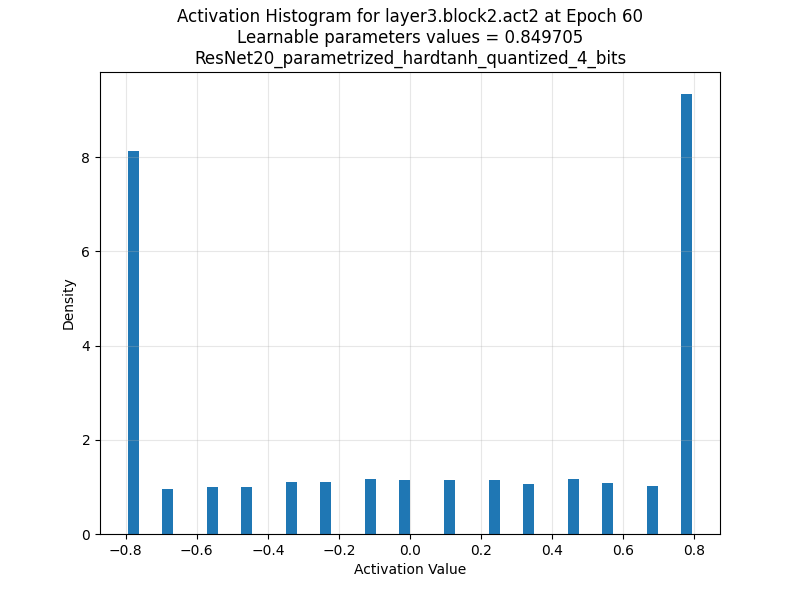 Activation Histogram for layer3.block2.act2 at Epoch 60
Learnable parameters values = 0.849705
ResNet20_parametrized_hardtanh_quantized_4_bits
8
6
4
2
0
Density
−0.8 −0.6 −0.4 −0.2 0.0 0.2 0.4 0.6 0.8
Activation Value